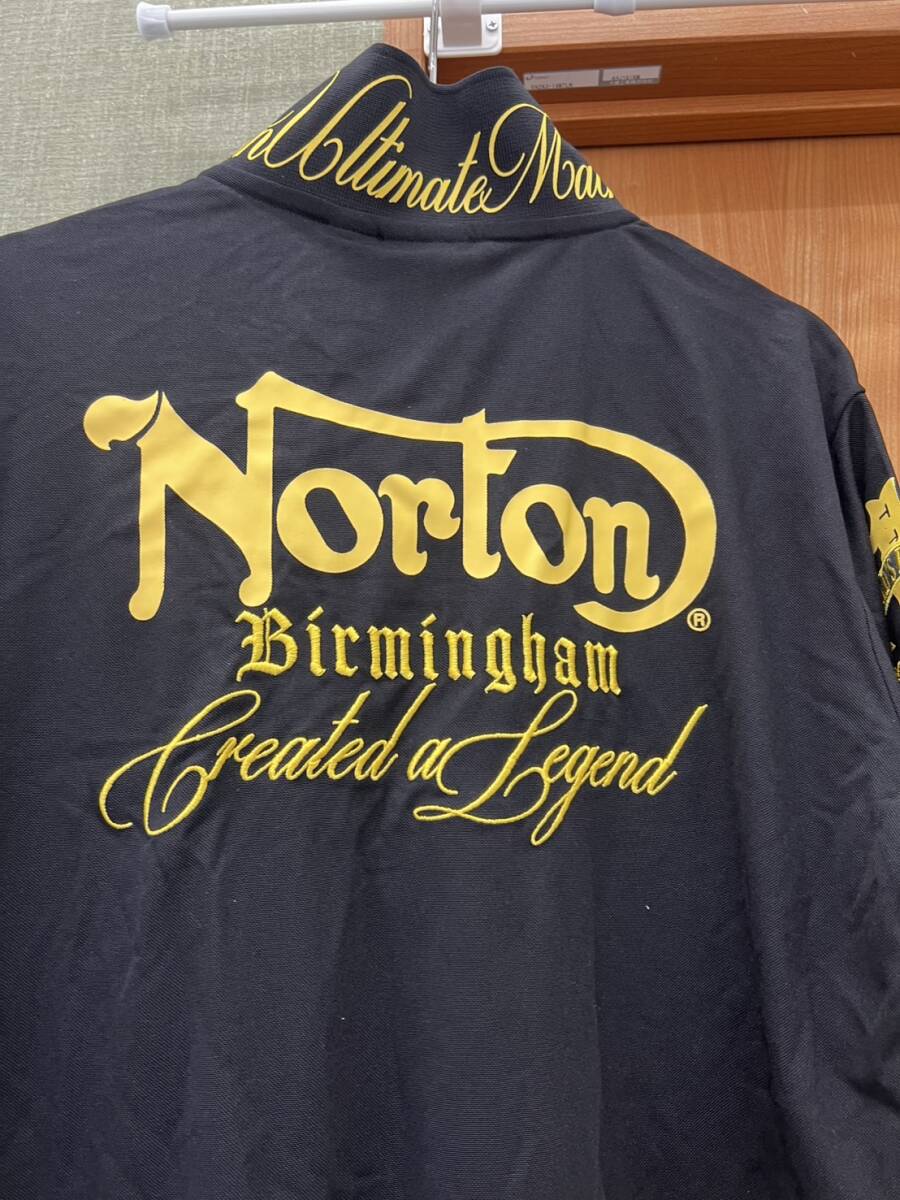 Ultimate
Norton®
Birmingham
Created a Legend